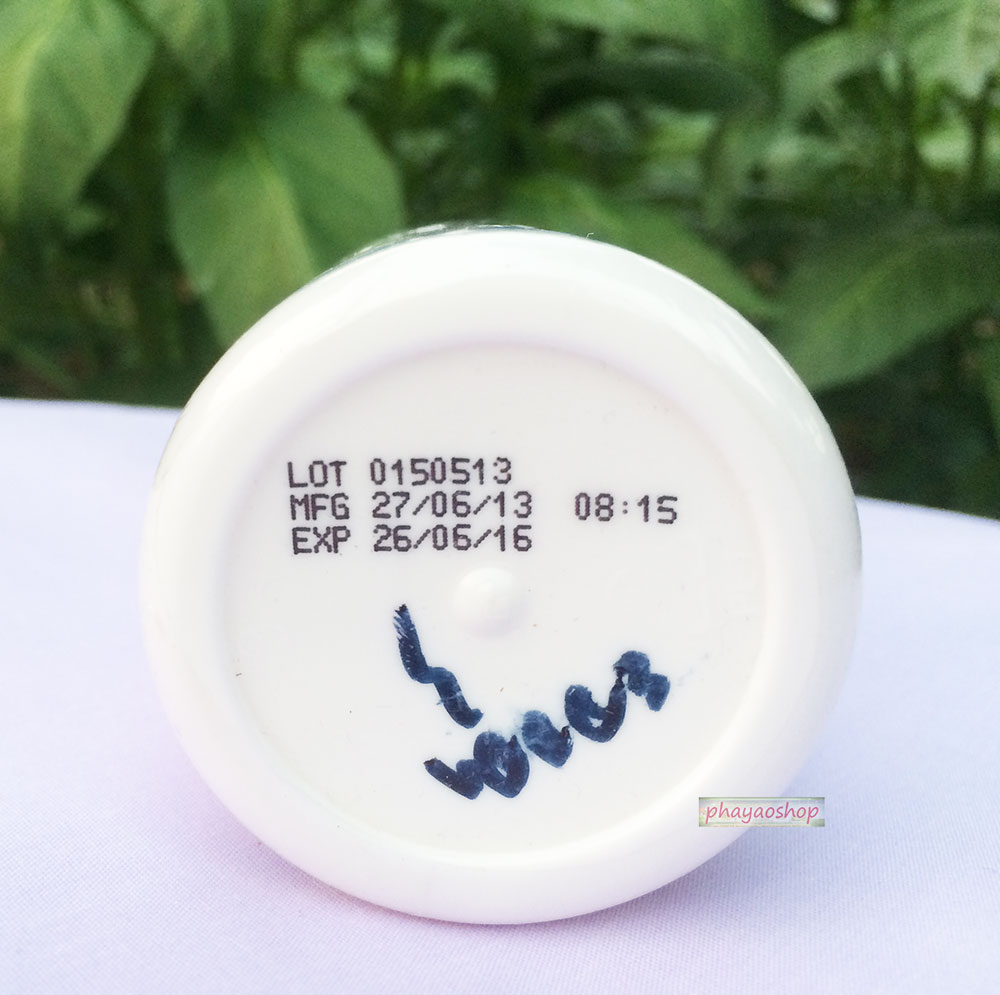 LOT 0150513
MFG 27/06/13 08:15
EXP 26/06/16
phayaoshop